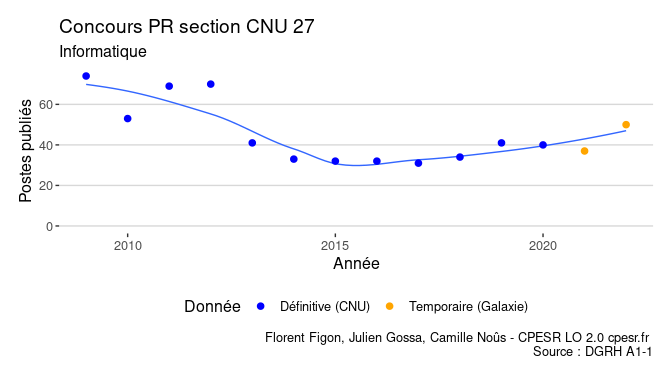 Concours PR section CNU 27
Informatique
Postes publiés
60
40
20
0
2010 2015 2020
Année
Donnée Définitive (CNU) Temporaire (Galaxie)
Florent Figon, Julien Gossa, Camille Noûs - CPESR LO 2.0 cpesr.fr
Source : DGRH A1-1